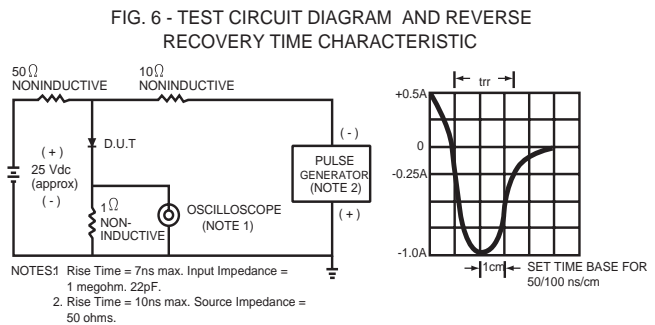 FIG. 6 - TEST CIRCUIT DIAGRAM AND REVERSE
RECOVERY TIME CHARACTERISTIC
50Ω
NONINDUCTIVE
10Ω
NONINDUCTIVE
D.U.T
( + )
25 Vdc
(approx)
( - )
1Ω
NON-
INDUCTIVE
OSCILLOSCOPE
(NOTE 1)
( - )
PULSE
GENERATOR
(NOTE 2)
( + )
trr
+0.5A
0
-0.25A
-1.0A
1cm
SET TIME BASE FOR
50/100 ns/cm
NOTES1 Rise Time = 7ns max. Input Impedance =
1 megohm. 22pF.
2. Rise Time = 10ns max. Source Impedance =
50 ohms.